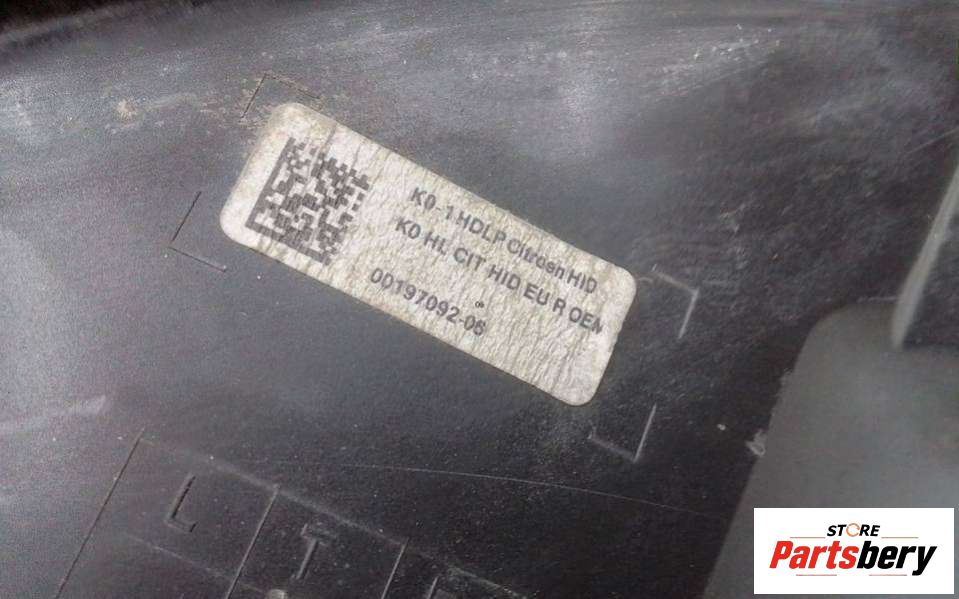 K0-1 HDLP Citroen HID
K0 HL CIT HID EU R OEM
00197092-06
L
T
STORE
Partsbery